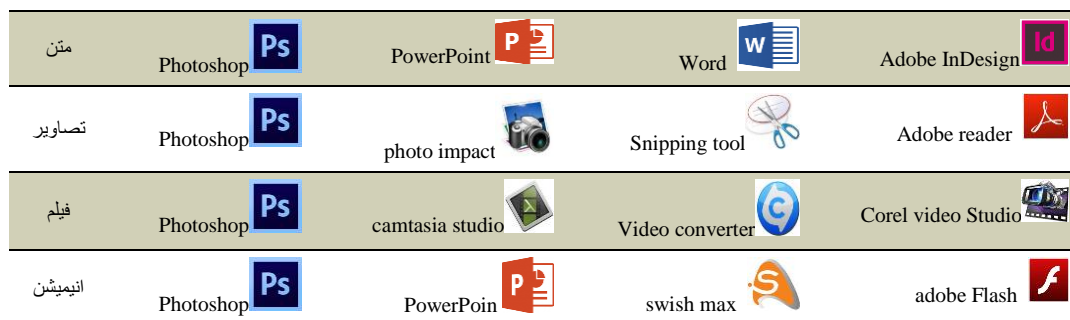 متن Photoshop PowerPoint Word Adobe InDesign
تصاویر Photoshop photo impact Snipping tool Adobe reader
فیلم Photoshop camtasia studio Video converter Corel video Studio
انیمیشن Photoshop PowerPoin swish max adobe Flash